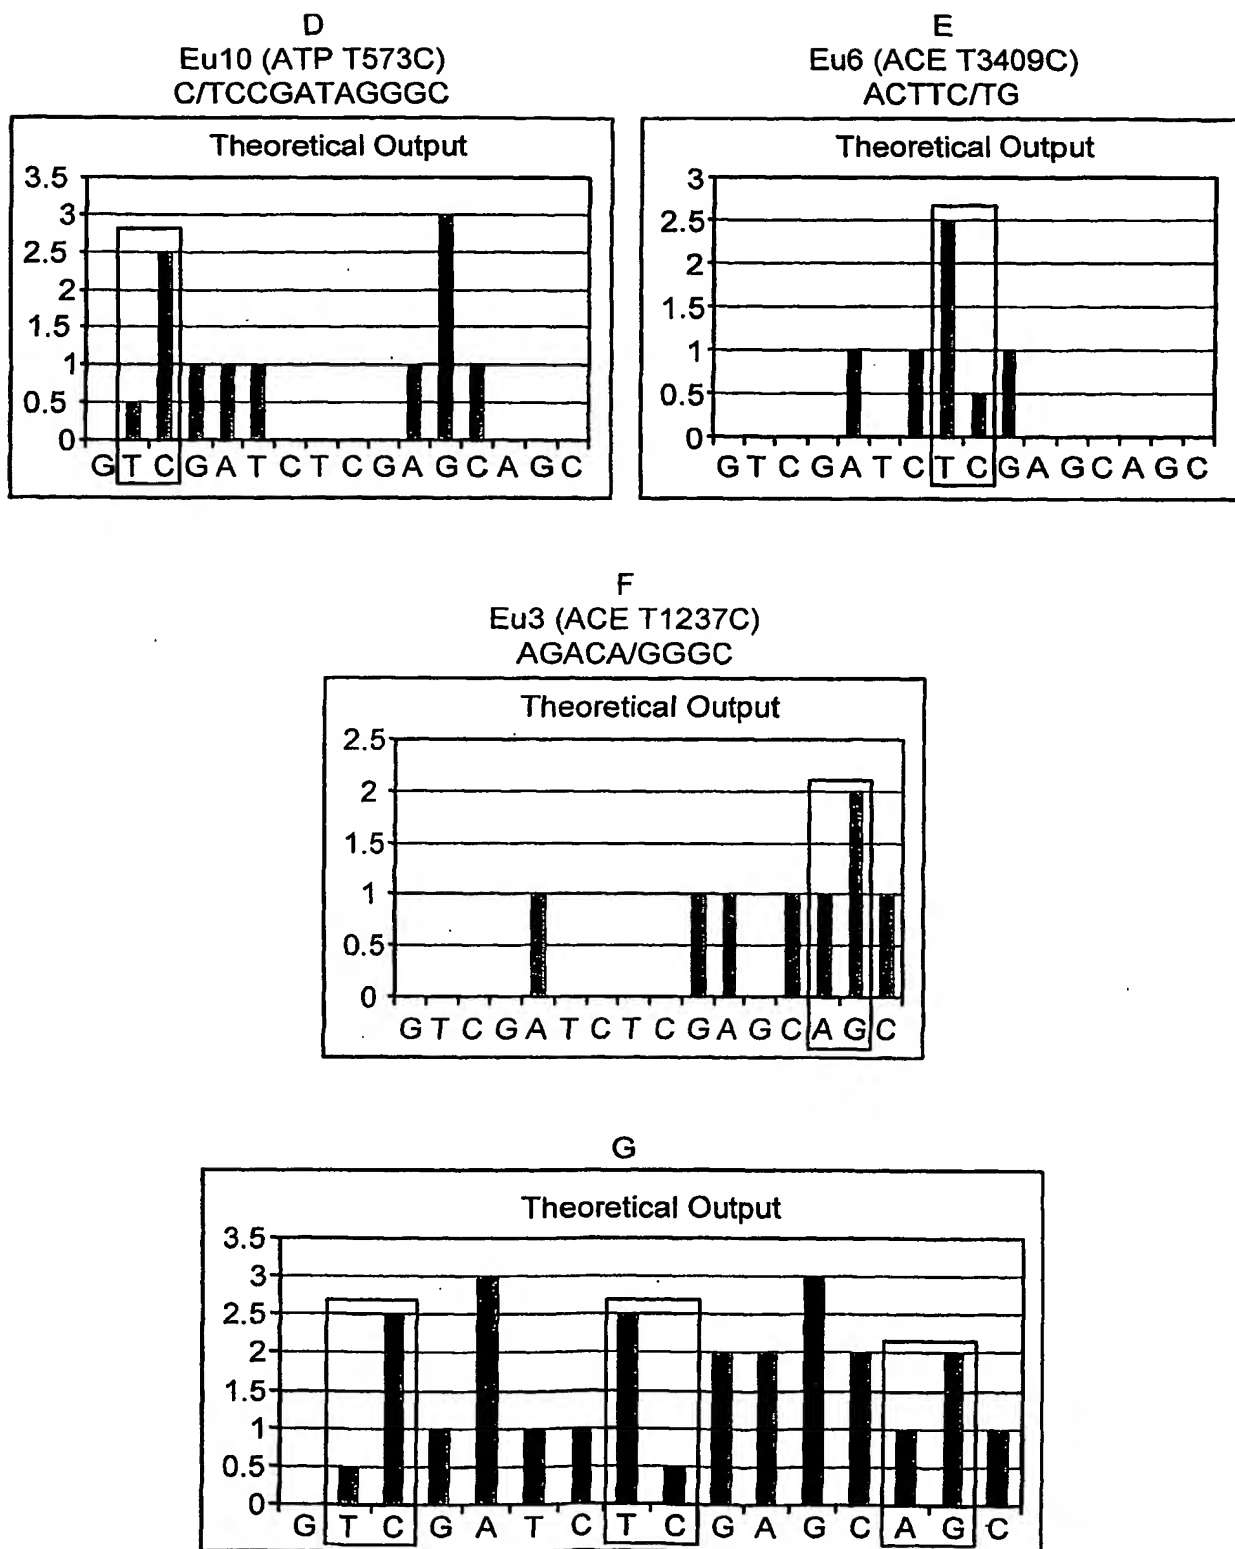 D
Eu10 (ATP T573C)
C/TCCGATAGGGC
Theoretical Output
3.5
3
2.5
2
1.5
1
0.5
0
G T C G A T C T C G A G C A G C
E
Eu6 (ACE T3409C)
ACTTC/TG
Theoretical Output
3
2.5
2
1.5
1
0.5
0
G T C G A T C T C G A G C A G C
F
Eu3 (ACE T1237C)
AGACA/GGGC
Theoretical Output
2.5
2
1.5
1
0.5
0
G T C G A T C T C G A G C A G C
G
Theoretical Output
3.5
3
2.5
2
1.5
1
0.5
0
G T C G A T C T C G A G C A G C